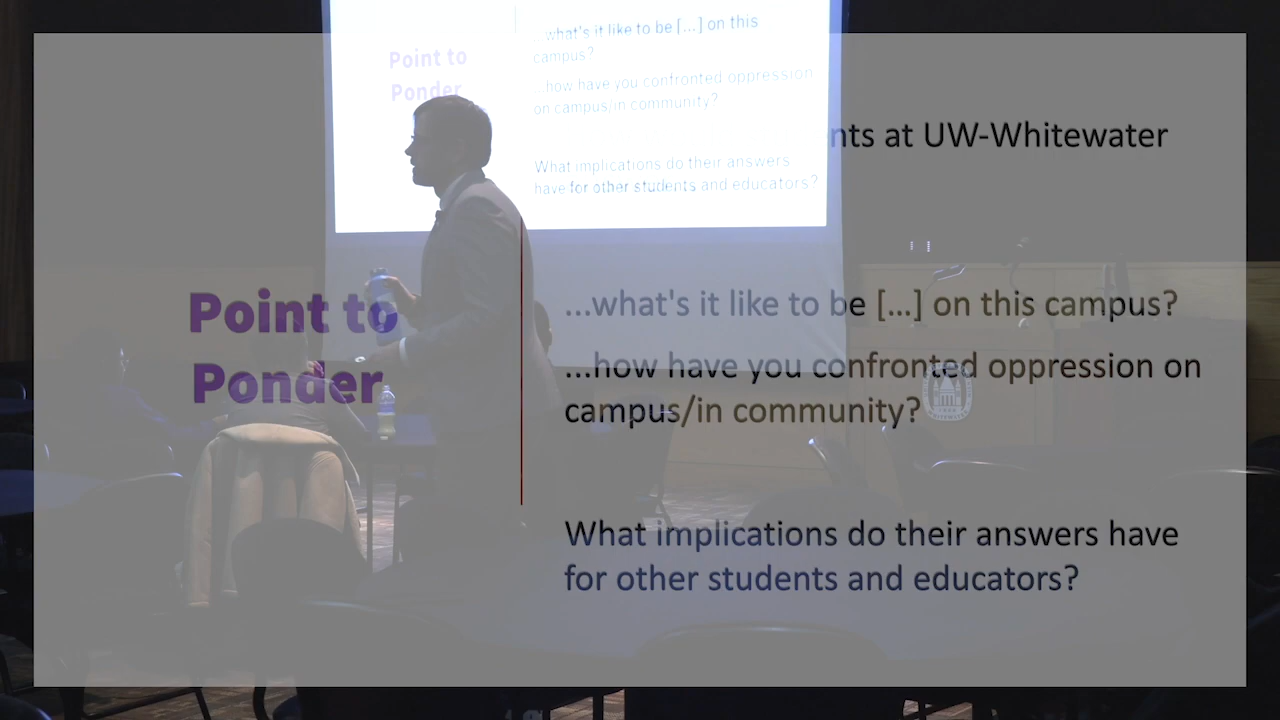 ...what's it like to be [...] on this
campus?
Point to
Ponder
...how have you confronted oppression
on campus/in community?
What implications do their answers
have for other students and educators?
at UW-Whitewater
Point to
Ponder
...what's it like to be [...] on this campus?
...how have you confronted oppression on
campus/in community?
What implications do their answers have
for other students and educators?